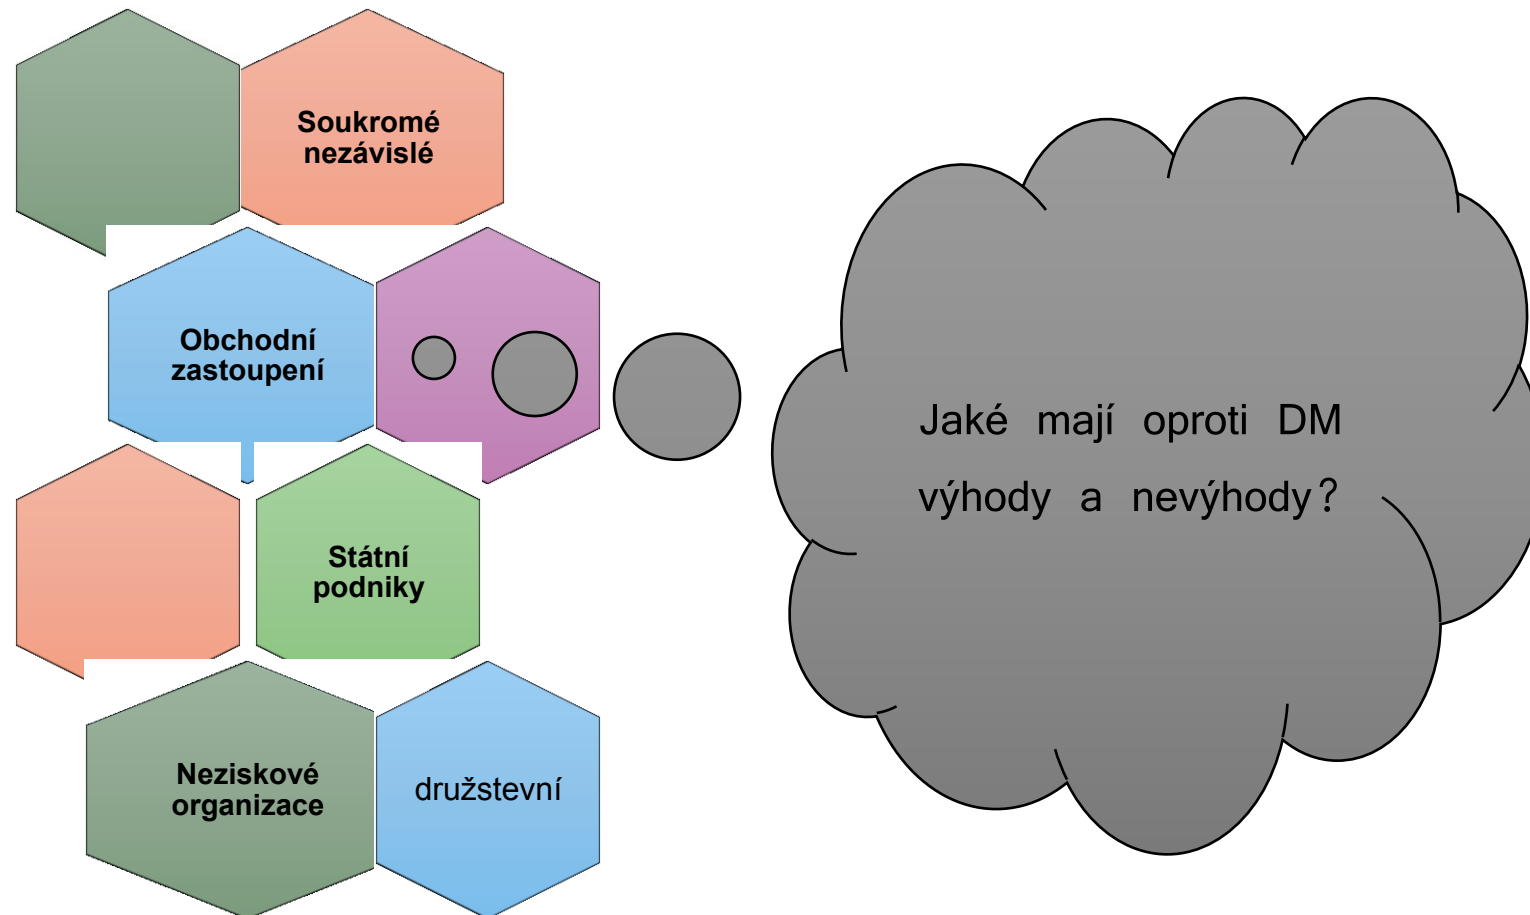 Soukromé
nezávislé
Obchodní
zastoupení
Státní
podniky
Neziskové
organizace
družstevní
Jaké mají oproti DM
výhody a nevýhody?